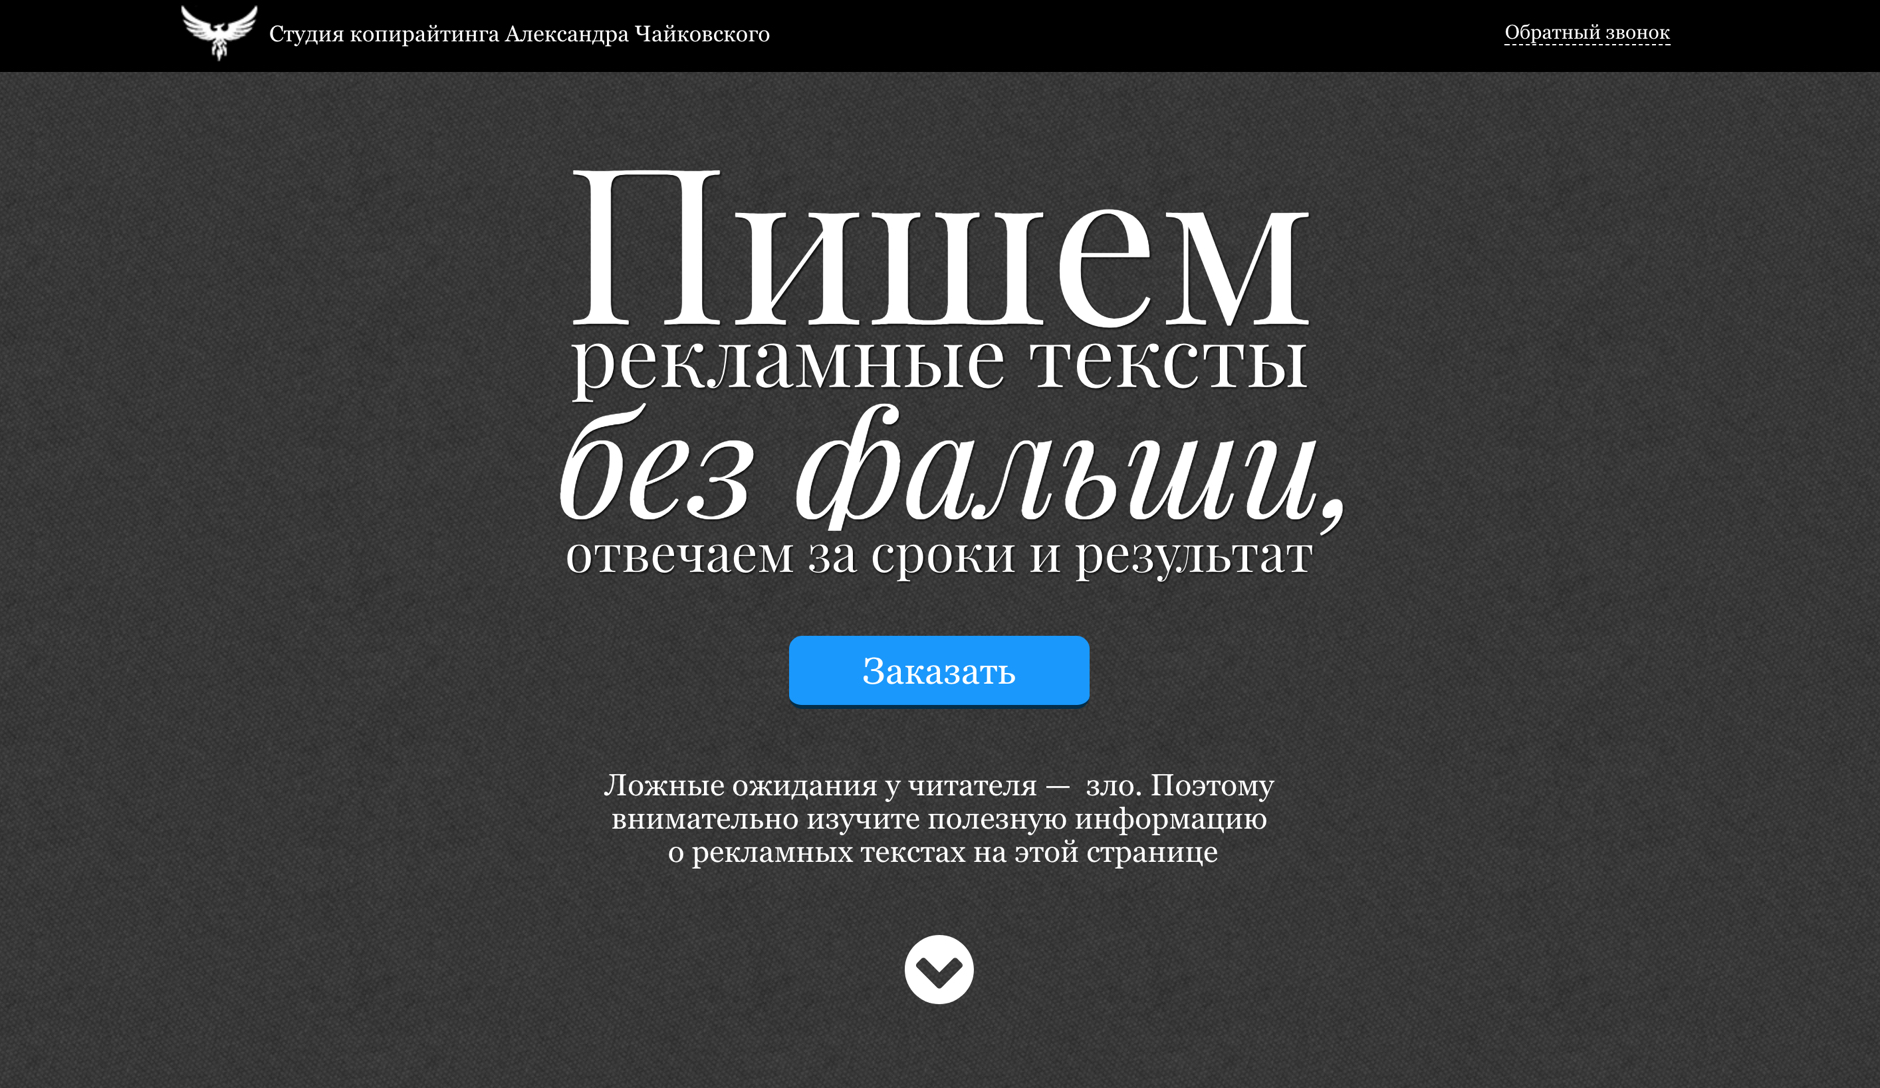 Студия копирайтинга Александра Чайковского
Обратный звонок
Пишем
рекламные тексты
без фальши,
отвечаем за сроки и результат
Заказать
Ложные ожидания у читателя — зло. Поэтому
внимательно изучите полезную информацию
о рекламных текстах на этой странице